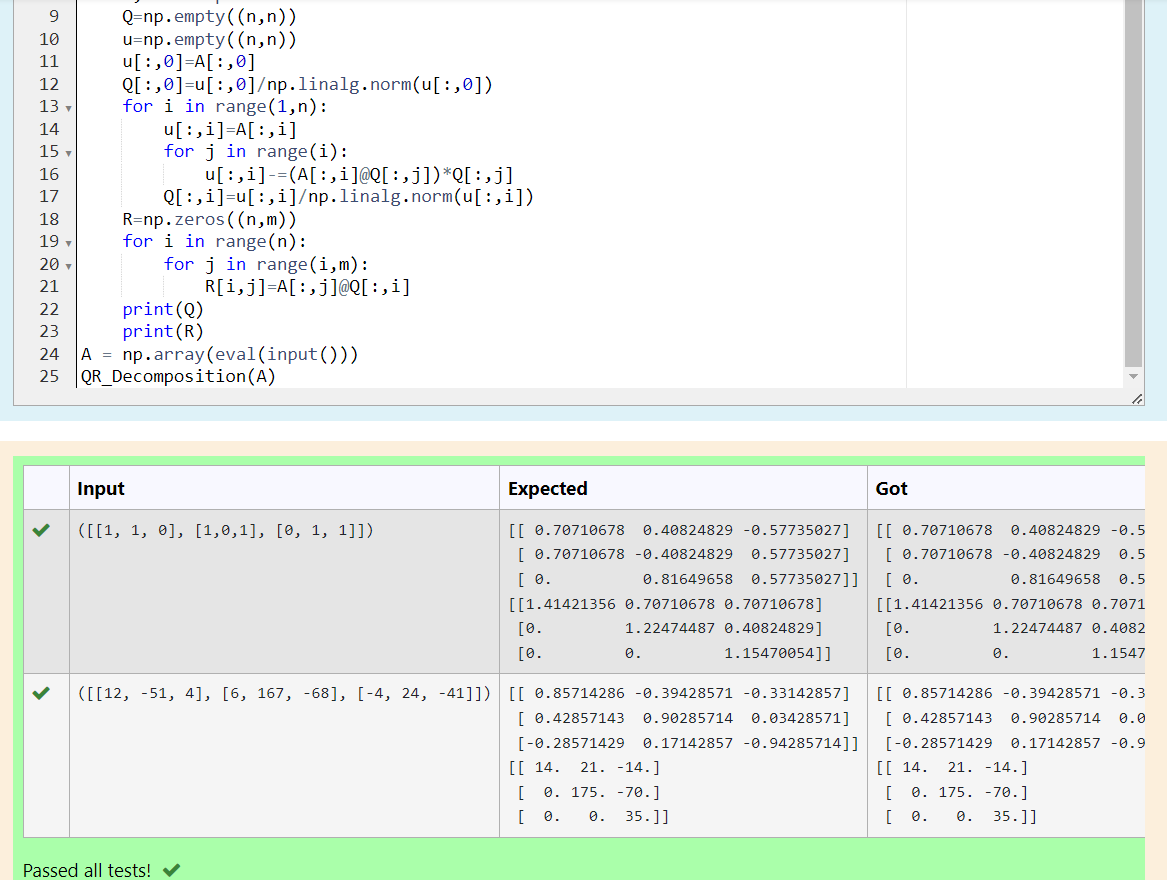 9 Q=np.empty((n,n))
10 u=np.empty((n,n))
11 u[:,0]=A[:,0]
12 Q[:,0]=u[:,0]/np.linalg.norm(u[:,0])
13 for i in range(1,n):
14 u[:,i]=A[:,i]
15 for j in range(i):
16 u[:,i]-=(A[:,i]@Q[:,j])*Q[:,j]
17 Q[:,i]=u[:,i]/np.linalg.norm(u[:,i])
18 R=np.zeros((n,m))
19 for i in range(n):
20 for j in range(i,m):
21 R[i,j]=A[:,j]@Q[:,i]
22 print(Q)
23 print(R)
24 A = np.array(eval(input()))
25 QR_Decomposition(A)
Input Expected Got
([[1, 1, 0], [1,0,1], [0, 1, 1]]) [[ 0.70710678 0.40824829 -0.57735027] [[ 0.70710678 0.40824829 -0.5
[ 0.70710678 -0.40824829 0.57735027] [ 0.70710678 -0.40824829 0.5
[ 0. 0.81649658 0.57735027]] [ 0. 0.81649658 0.5
[[1.41421356 0.70710678 0.70710678] [[1.41421356 0.70710678 0.7071
[0. 1.22474487 0.40824829] [0. 1.22474487 0.4082
[0. 0. 1.15470054]] [0. 0. 1.1547
([[12, -51, 4], [6, 167, -68], [-4, 24, -41]]) [[ 0.85714286 -0.39428571 -0.33142857] [[ 0.85714286 -0.39428571 -0.3
[ 0.42857143 0.90285714 0.03428571] [ 0.42857143 0.90285714 0.0
[-0.28571429 0.17142857 -0.94285714]] [-0.28571429 0.17142857 -0.9
[[ 14. 21. -14.] [[ 14. 21. -14.]
[ 0. 175. -70.] [ 0. 175. -70.]
[ 0. 0. 35.]] [ 0. 0. 35.]]
Passed all tests!